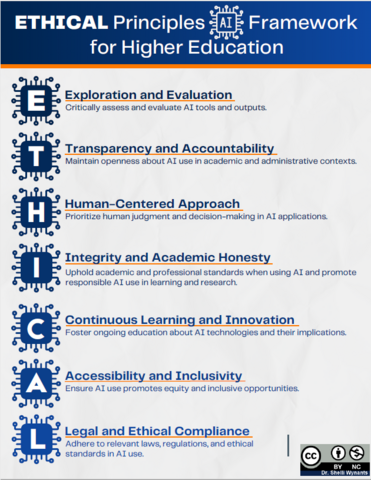 ETHICAL Principles AI Framework
for Higher Education
E
Exploration and Evaluation
Critically assess and evaluate AI tools and outputs.
T
Transparency and Accountability
Maintain openness about AI use in academic and administrative contexts.
H
Human-Centered Approach
Prioritize human judgment and decision-making in AI applications.
I
Integrity and Academic Honesty
Uphold academic and professional standards when using AI and promote
responsible AI use in learning and research.
C
Continuous Learning and Innovation
Foster ongoing education about AI technologies and their implications.
A
Accessibility and Inclusivity
Ensure AI use promotes equity and inclusive opportunities.
L
Legal and Ethical Compliance
Adhere to relevant laws, regulations, and ethical
standards in AI use.
cc
BY NC
Dr. Shelli Wynants